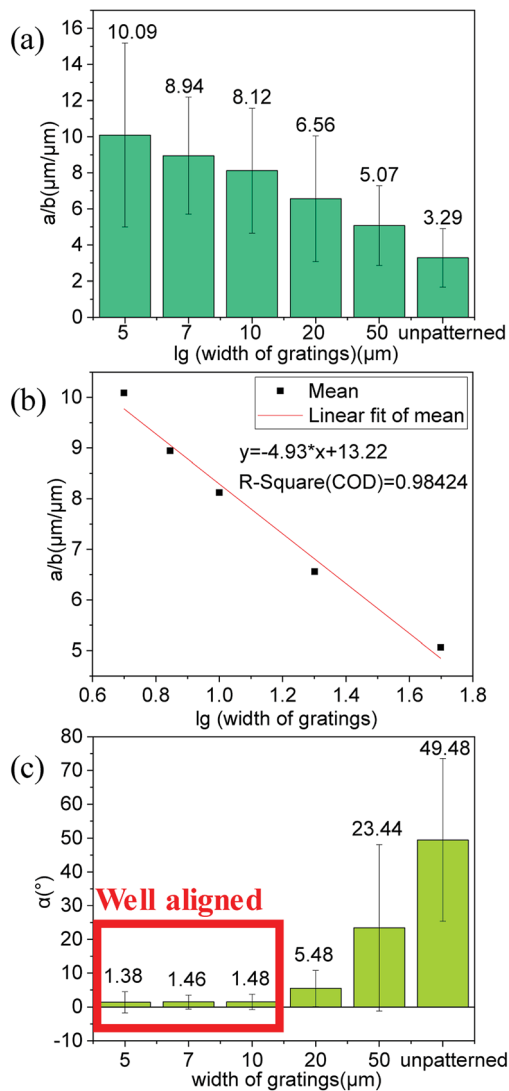 (a)
a/b(μm/μm)
16
14
12
10
8
6
4
2
0
10.09
8.94
8.12
6.56
5.07
3.29
5 7 10 20 50 unpatterned
lg (width of gratings)(μm)
(b)
a/b(μm/μm)
10
9
8
7
6
5
Mean
Linear fit of mean
y=-4.93*x+13.22
R-Square(COD)=0.98424
0.6 0.8 1.0 1.2 1.4 1.6 1.8
lg (width of gratings)
(c)
α(°)
80
70
60
50
40
30
20
10
0
-10
Well aligned
1.38
1.46
1.48
5.48
23.44
49.48
5 7 10 20 50 unpatterned
width of gratings(μm)